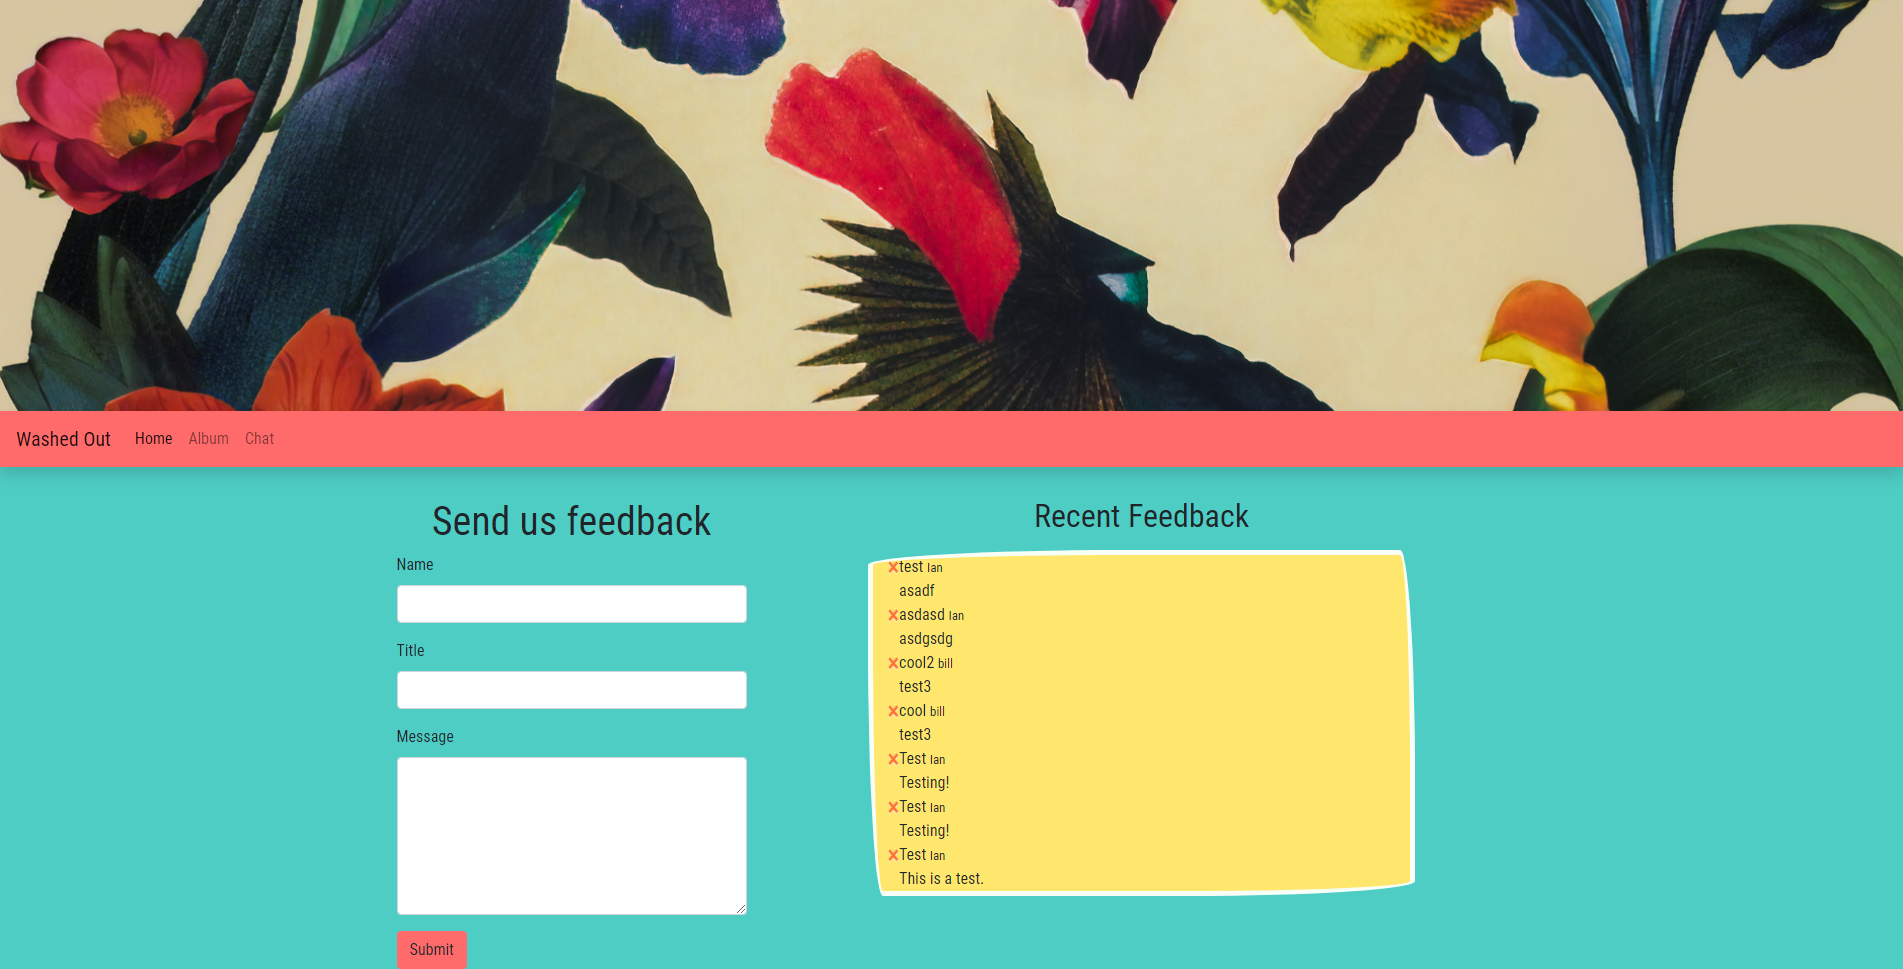 Washed Out Home Album Chat
Send us feedback
Name
Title
Message
Submit
Recent Feedback
test Ian
asadf
asdasd Ian
asdgsdg
cool2 bill
test3
cool bill
test3
Test Ian
Testing!
Test Ian
Testing!
Test Ian
This is a test.